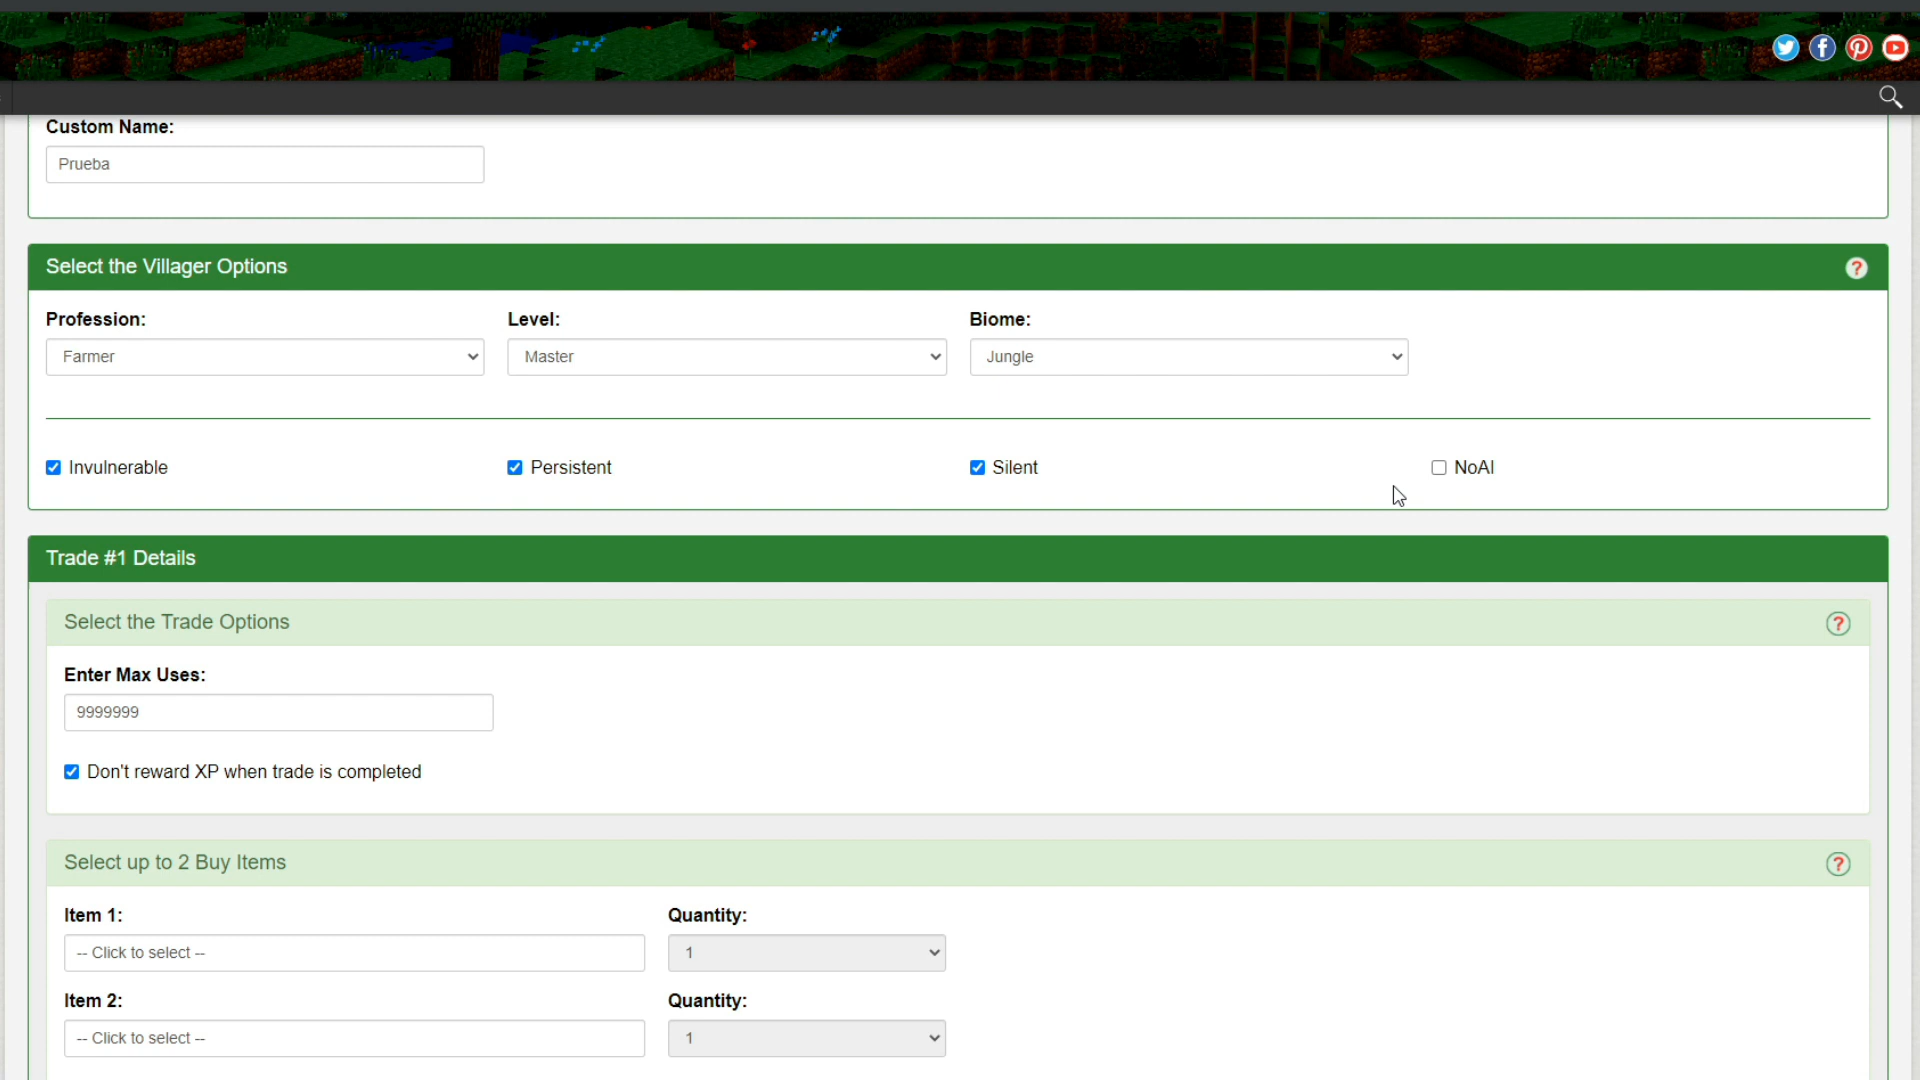 Custom Name:
Prueba
Select the Villager Options
Profession: Level: Biome:
Farmer Master Jungle
Invulnerable Persistent Silent NoAI
Trade #1 Details
Select the Trade Options
Enter Max Uses:
9999999
Don't reward XP when trade is completed
Select up to 2 Buy Items
Item 1: Quantity:
-- Click to select -- 1
Item 2: Quantity:
-- Click to select -- 1